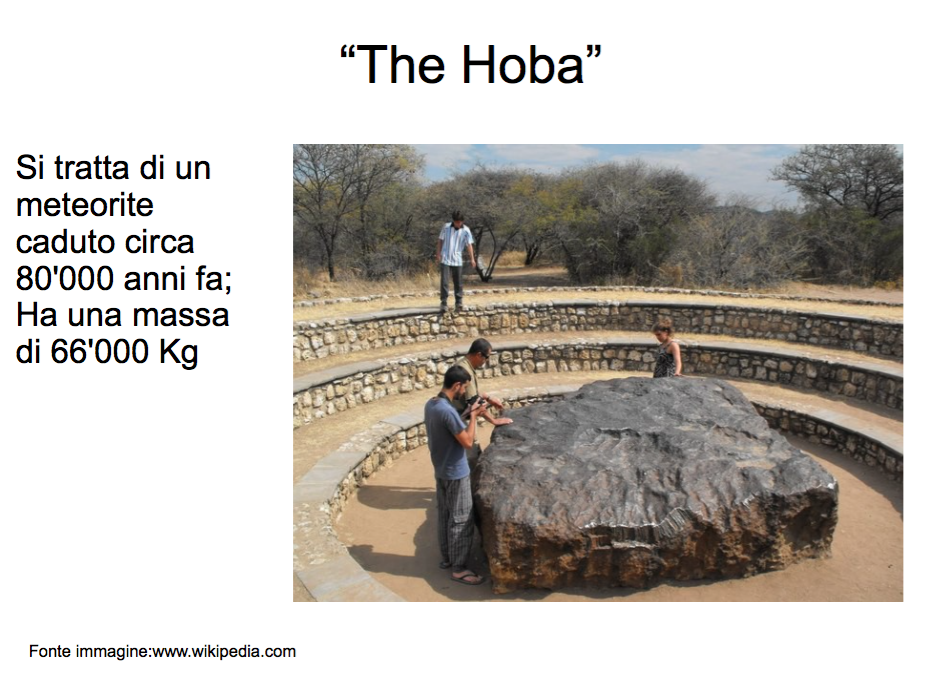 “The Hoba”
Si tratta di un
meteorite
caduto circa
80'000 anni fa;
Ha una massa
di 66'000 Kg
Fonte immagine:www.wikipedia.com